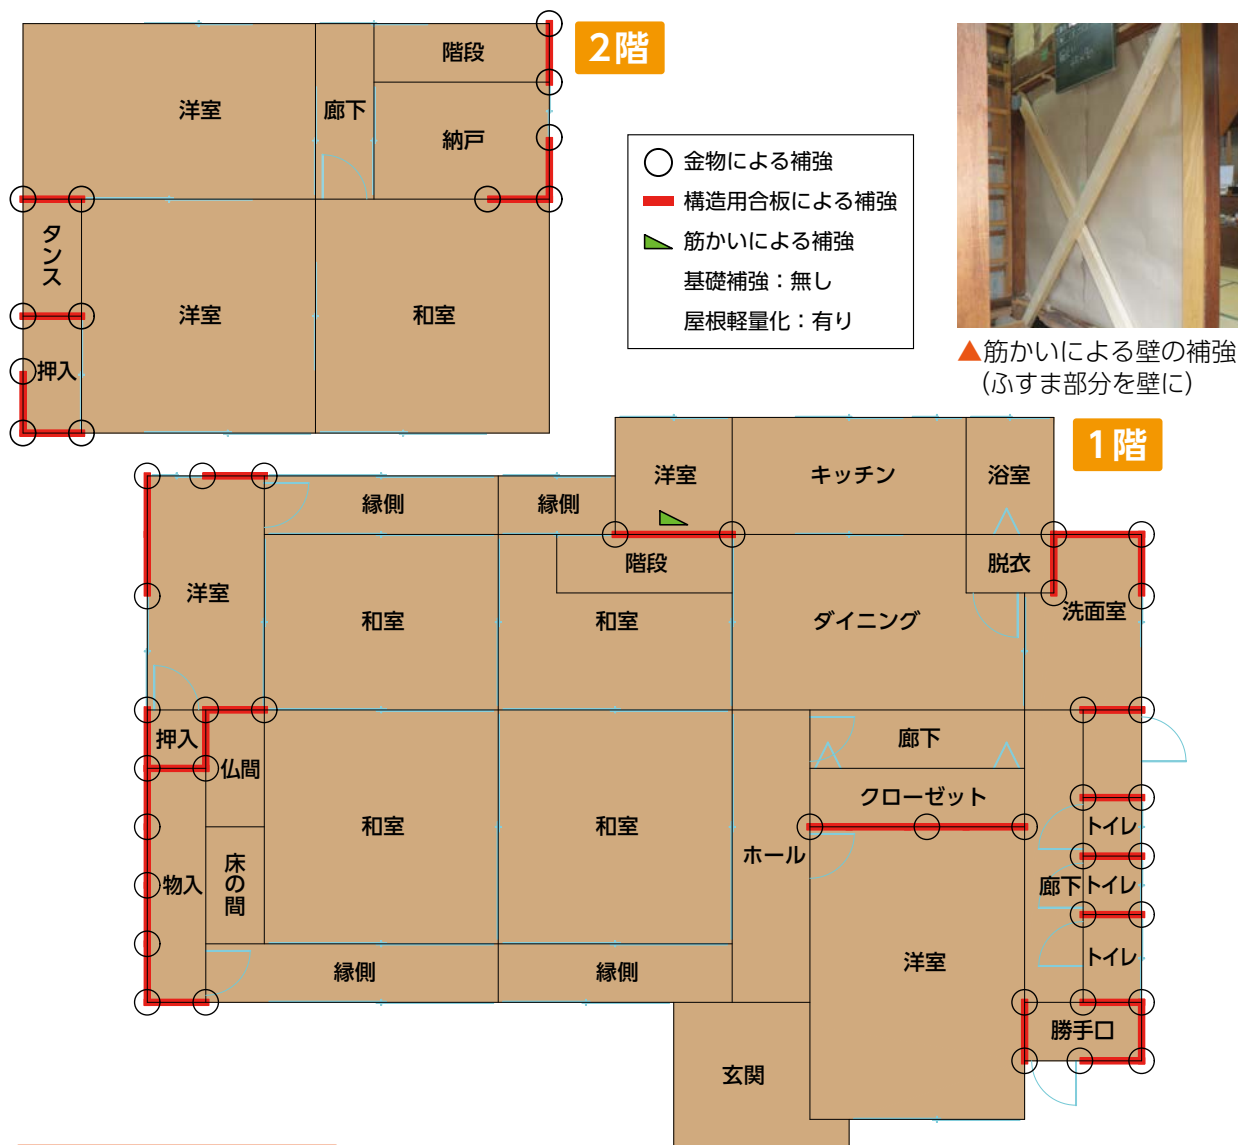 2階
階段
洋室
廊下
納戸
タンス
洋室
和室
押入
金物による補強
構造用合板による補強
筋かいによる補強
基礎補強：無し
屋根軽量化：有り
▲筋かいによる壁の補強
(ふすま部分を壁に)
1階
洋室
キッチン
浴室
縁側
縁側
階段
脱衣
洋室
和室
和室
ダイニング
洗面室
押入
仏間
廊下
クローゼット
和室
和室
ホール
トイレ
物入
床の間
廊下
トイレ
トイレ
縁側
縁側
洋室
勝手口
玄関